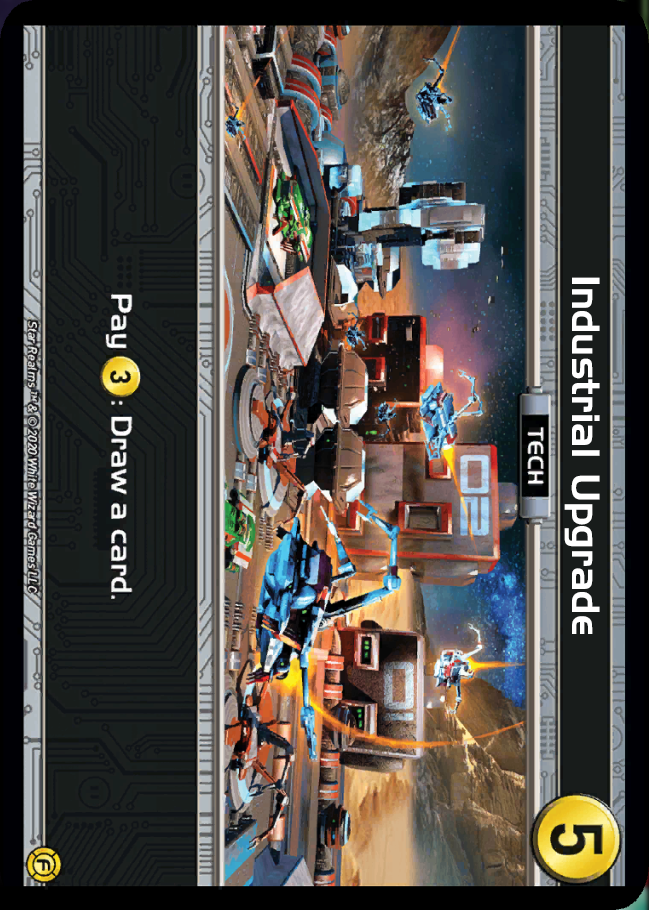 Industrial Upgrade
5
TECH
02
01
Pay 3 : Draw a card.
Star Realms™ & © 2020 White Wizard Games LLC
F